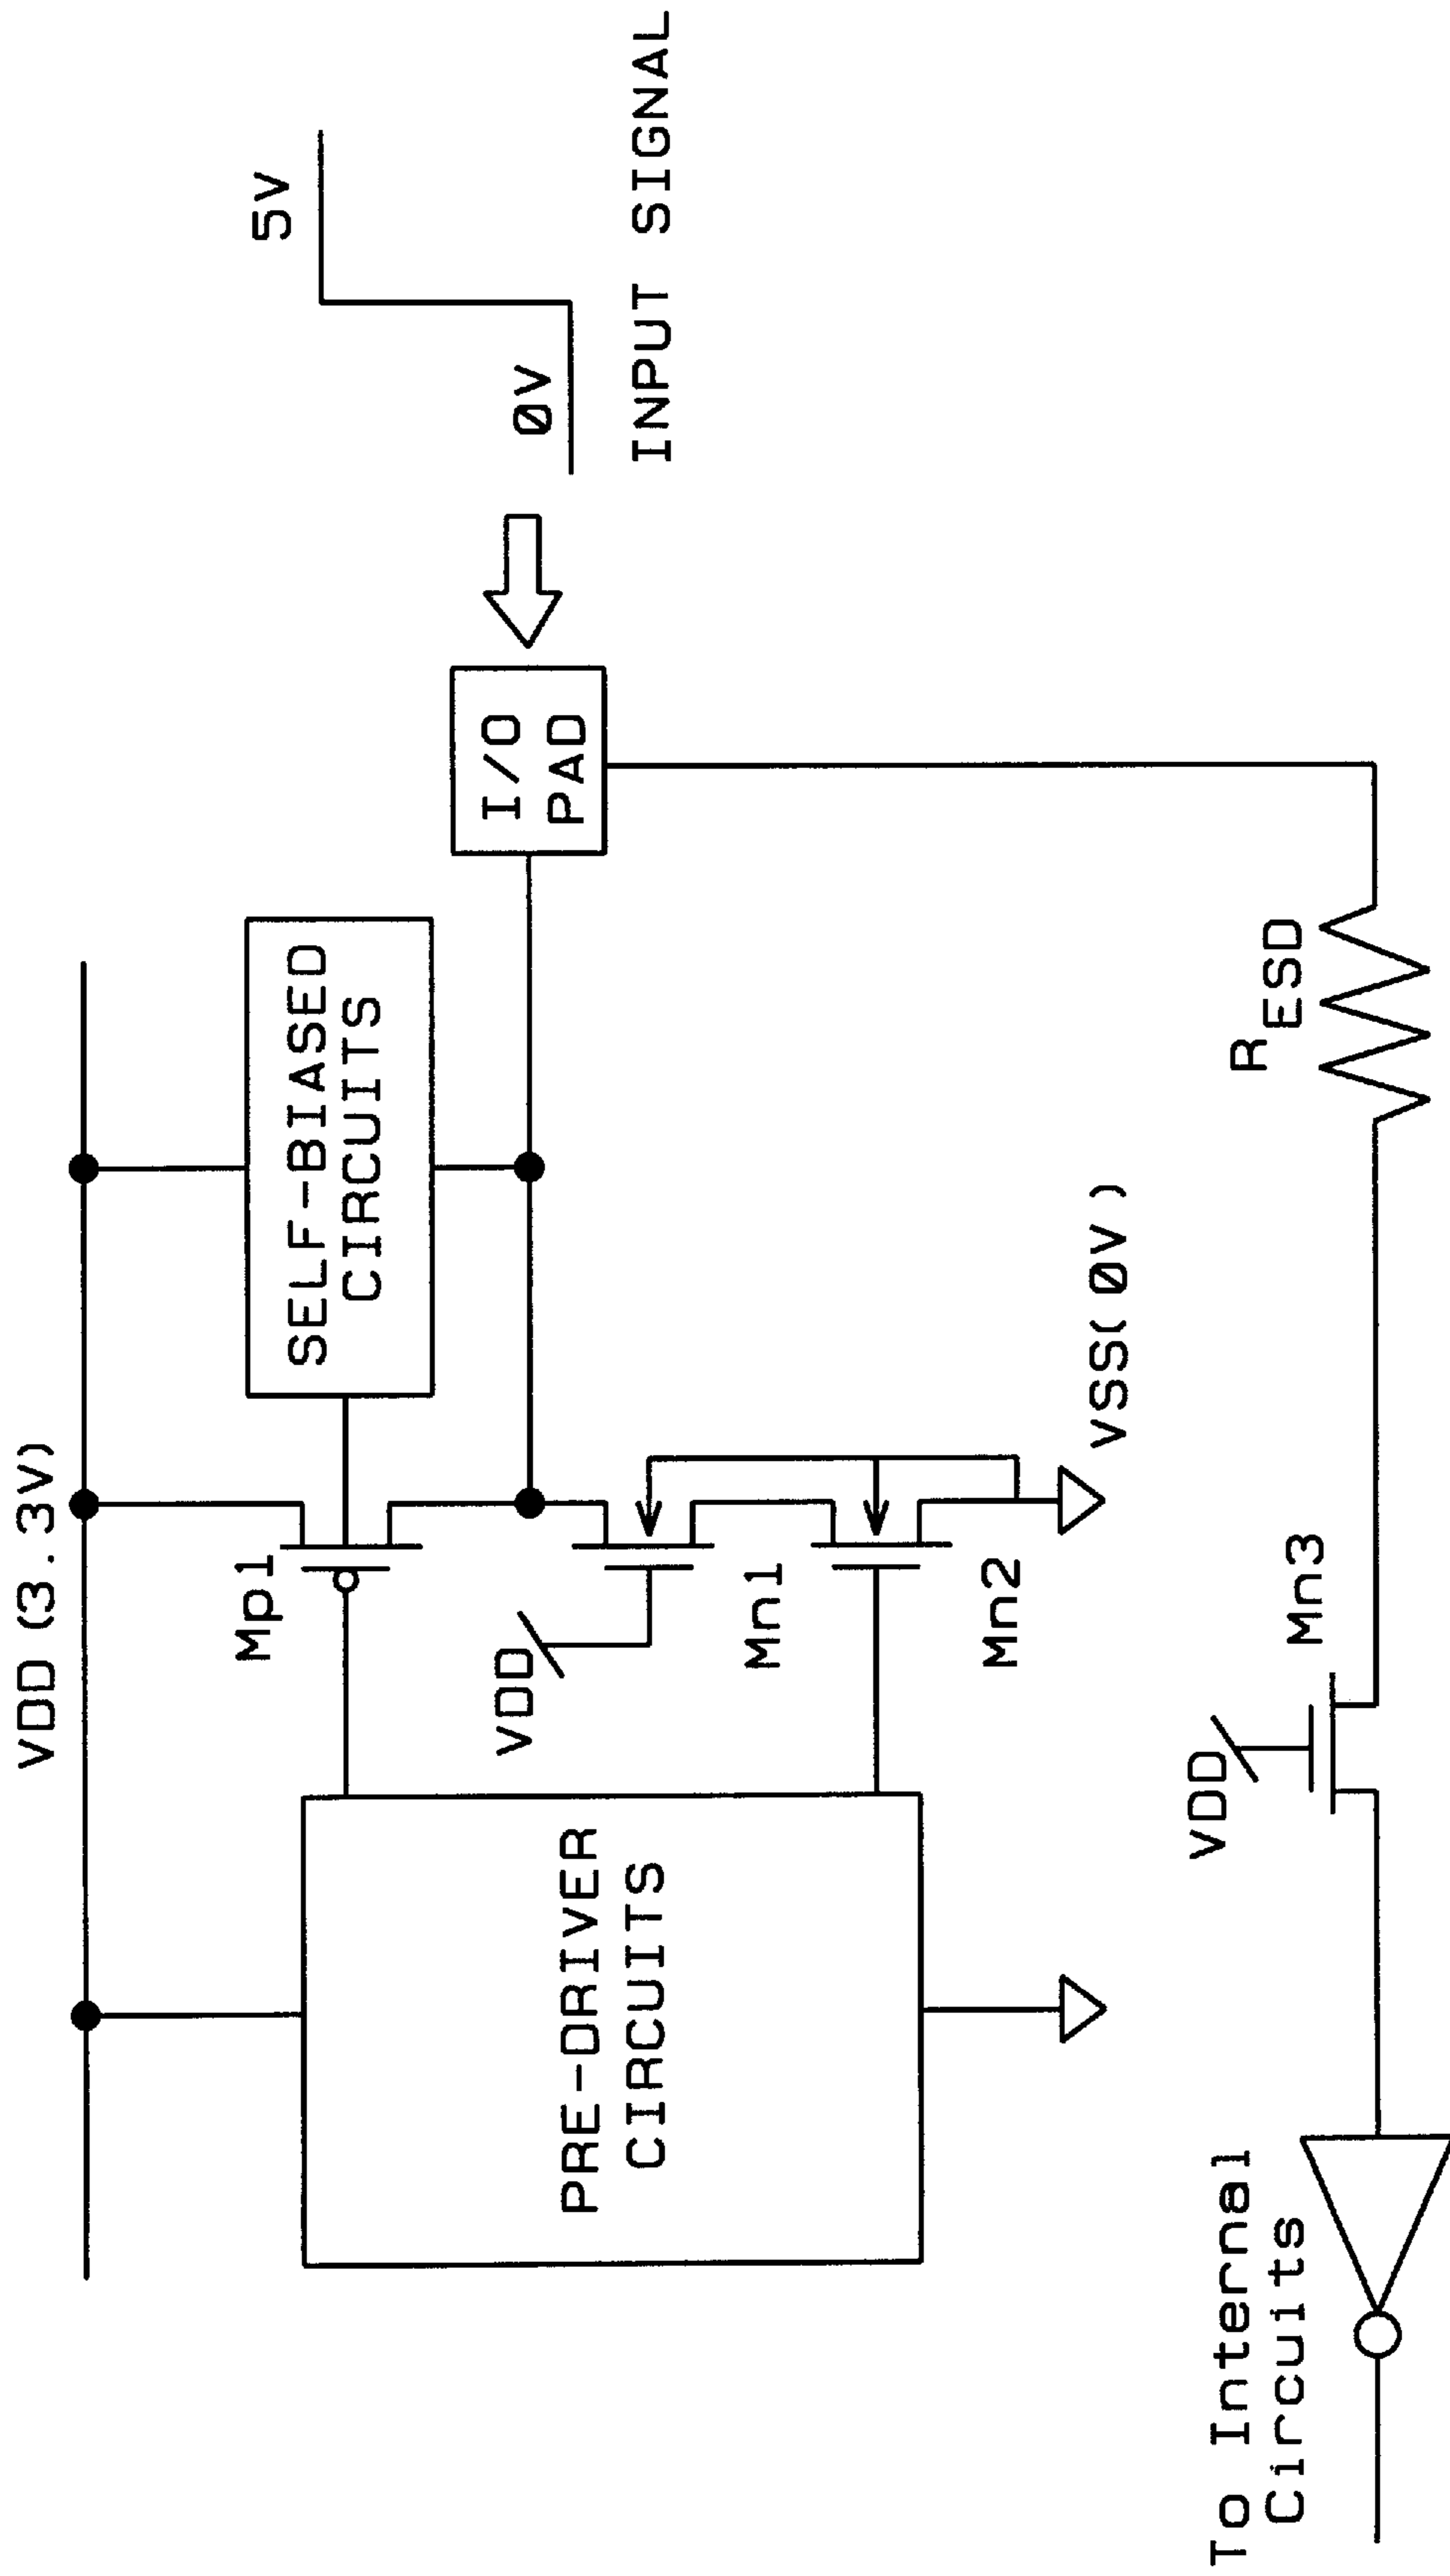 VDD (3.3V)
Mp1
SELF-BIASED
CIRCUITS
5V
0V
INPUT SIGNAL
I/O
PAD
VDD
PRE-DRIVER
CIRCUITS
Mn1
Mn2
VSS(0V)
VDD
Mn3
RESD
To Internal
Circuits